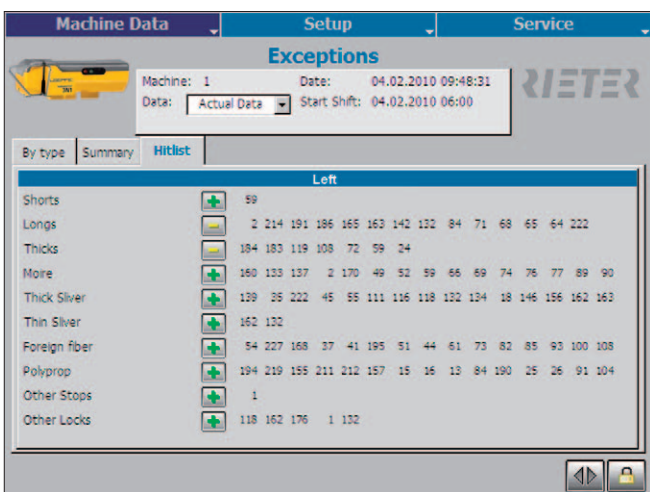 Machine Data Setup Service
Exceptions
Machine: 1 Date: 04.02.2010 09:48:31
RIETER
Data: Actual Data Start Shift: 04.02.2010 06:00
By type Summary Hitlist
Left
Shorts 59
Longs 2 214 191 186 165 163 142 132 84 71 68 65 64 222
Thicks 184 183 119 108 72 59 24
Moire 160 133 137 2 170 49 52 59 66 69 74 76 77 89 90
Thick Sliver 139 35 222 45 55 111 116 118 132 134 18 146 156 162 163
Thin Sliver 162 132
Foreign fiber 54 227 168 37 41 195 51 44 61 73 82 85 93 100 108
Polyprop 194 219 155 211 212 157 15 16 13 84 190 25 26 91 104
Other Stops 1
Other Locks 118 162 176 1 132